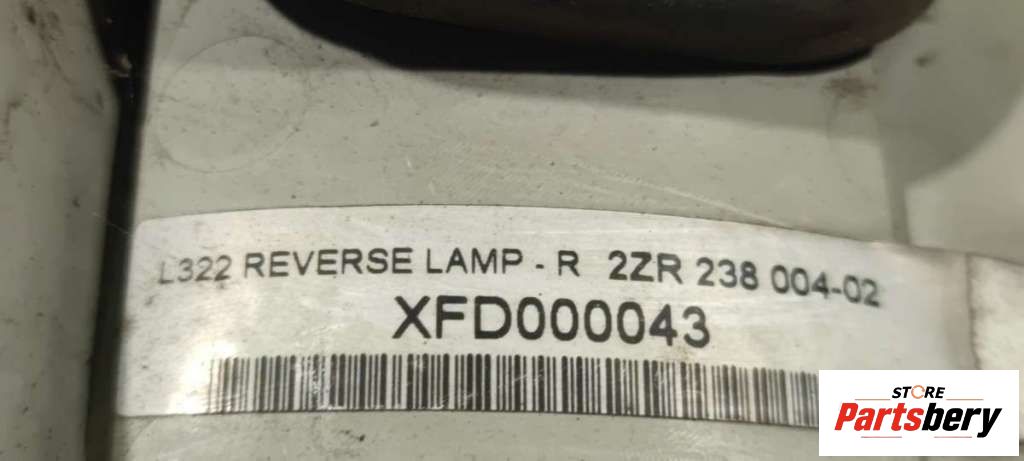 L322 REVERSE LAMP - R 2ZR 238 004-02
XFD000043
STORE
Partsbery